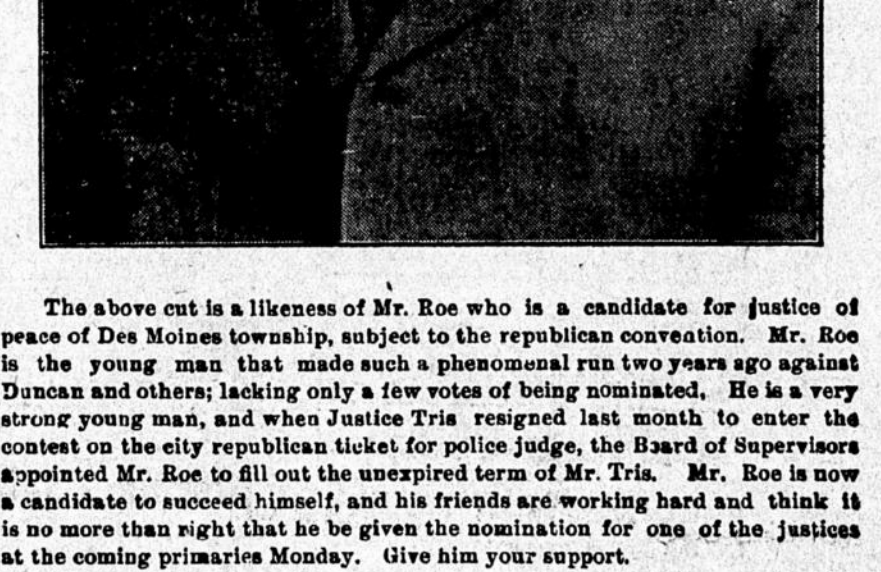 The above cut is a likeness of Mr. Roe who is a candidate for justice of
peace of Des Moines township, subject to the republican convention. Mr. Roe
is the young man that made such a phenomenal run two years ago against
Duncan and others; lacking only a few votes of being nominated, He is a very
strong young man, and when Justice Tris resigned last month to enter the
contest on the city republican ticket for police judge, the Board of Supervisors
appointed Mr. Roe to fill out the unexpired term of Mr. Tris. Mr. Roe is now
a candidate to succeed himself, and his friends are working hard and think it
is no more than right that he be given the nomination for one of the justices
at the coming primaries Monday. Give him your support.